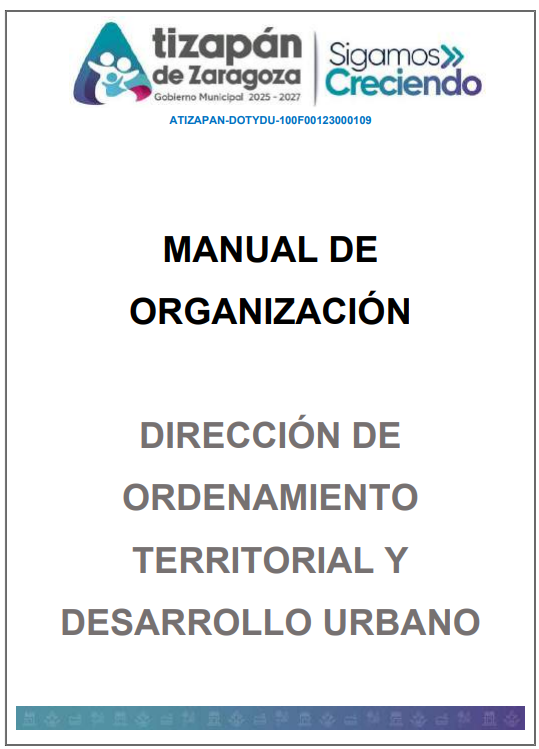 tizapán
de Zaragoza
Gobierno Municipal 2025 - 2027
Sigamos
Creciendo
ATIZAPAN-DOTYDU-100F00123000109
MANUAL DE
ORGANIZACIÓN
DIRECCIÓN DE
ORDENAMIENTO
TERRITORIAL Y
DESARROLLO URBANO